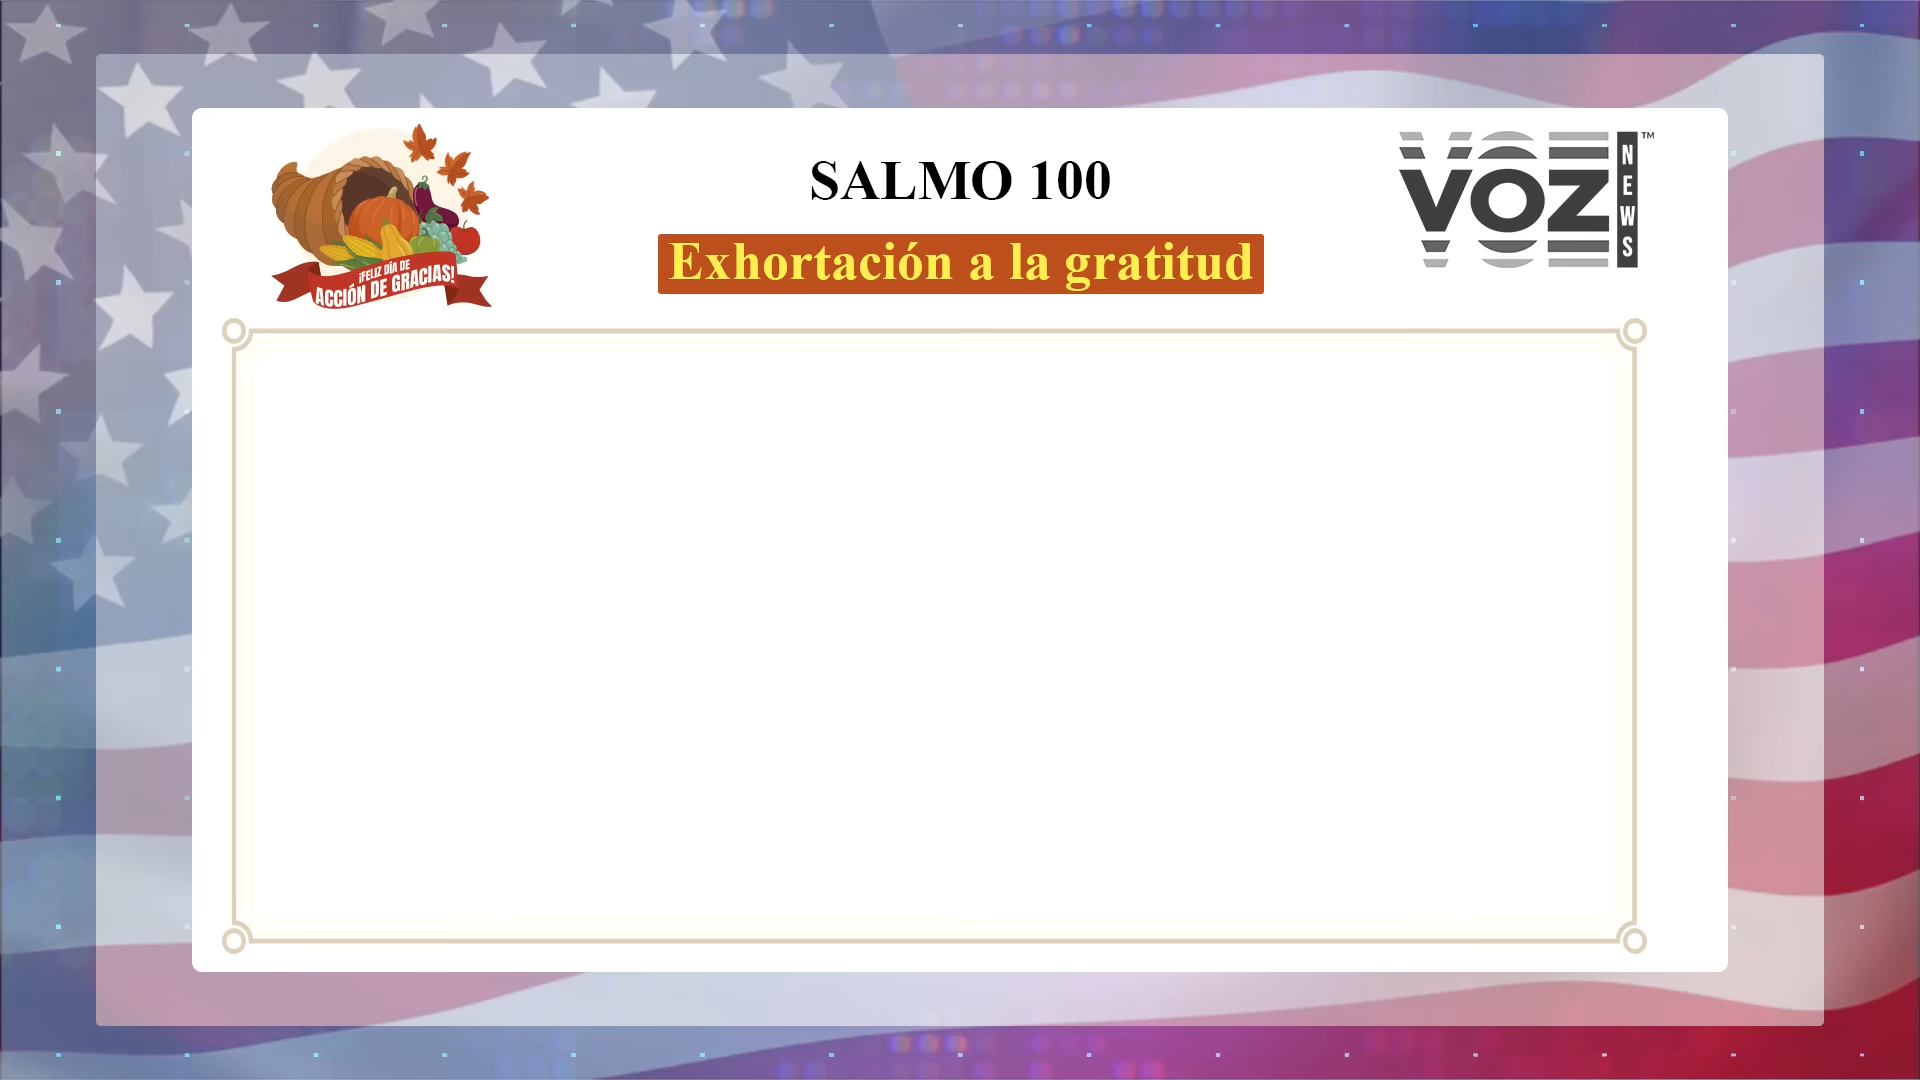 ¡FELIZ DÍA DE
ACCIÓN DE GRACIAS!
SALMO 100
Exhortación a la gratitud
VOZ
NEWS
TM